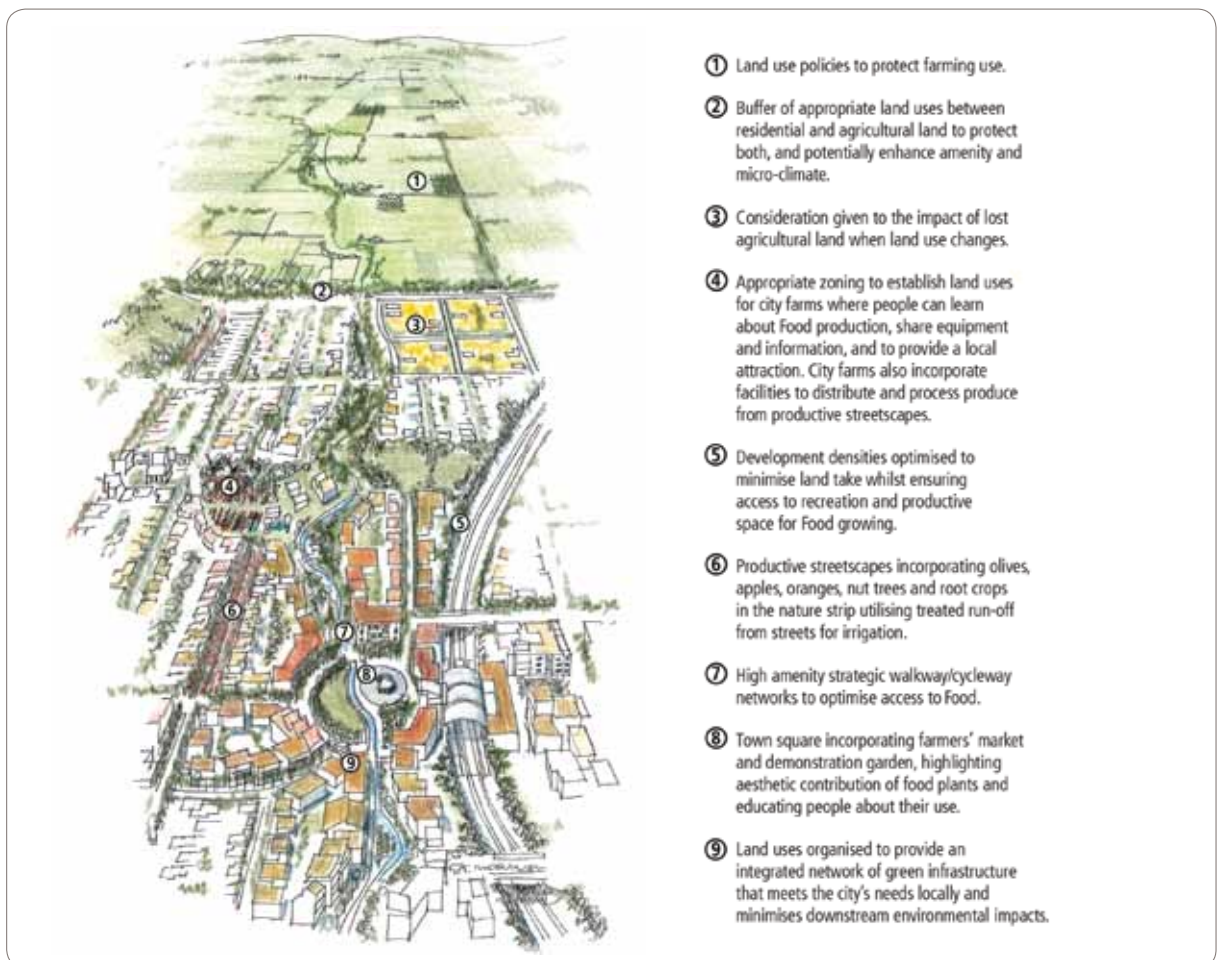 ① Land use policies to protect farming use.
② Buffer of appropriate land uses between
residential and agricultural land to protect
both, and potentially enhance amenity and
micro-climate.
③ Consideration given to the impact of lost
agricultural land when land use changes.
④ Appropriate zoning to establish land uses
for city farms where people can learn
about Food production, share equipment
and information, and to provide a local
attraction. City farms also incorporate
facilities to distribute and process produce
from productive streetscapes.
⑤ Development densities optimised to
minimise land take whilst ensuring
access to recreation and productive
space for Food growing.
⑥ Productive streetscapes incorporating olives,
apples, oranges, nut trees and root crops
in the nature strip utilising treated run-off
from streets for irrigation.
⑦ High amenity strategic walkway/cycleway
networks to optimise access to Food.
⑧ Town square incorporating farmers’ market
and demonstration garden, highlighting
aesthetic contribution of food plants and
educating people about their use.
⑨ Land uses organised to provide an
integrated network of green infrastructure
that meets the city’s needs locally and
minimises downstream environmental impacts.
①
②
③
④
⑤
⑥
⑦
⑧
⑨